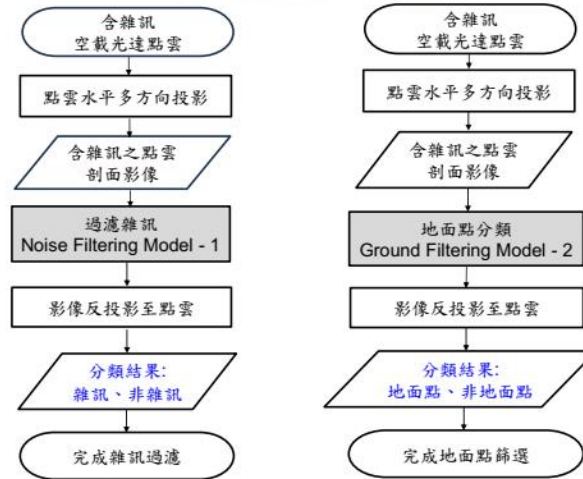 含雜訊
空載光達點雲
點雲水平多方向投影
含雜訊之點雲
剖面影像
過濾雜訊
Noise Filtering Model - 1
影像反投影至點雲
分類結果:
雜訊、非雜訊
完成雜訊過濾
含雜訊
空載光達點雲
點雲水平多方向投影
含雜訊之點雲
剖面影像
地面點分類
Ground Filtering Model - 2
影像反投影至點雲
分類結果:
地面點、非地面點
完成地面點篩選